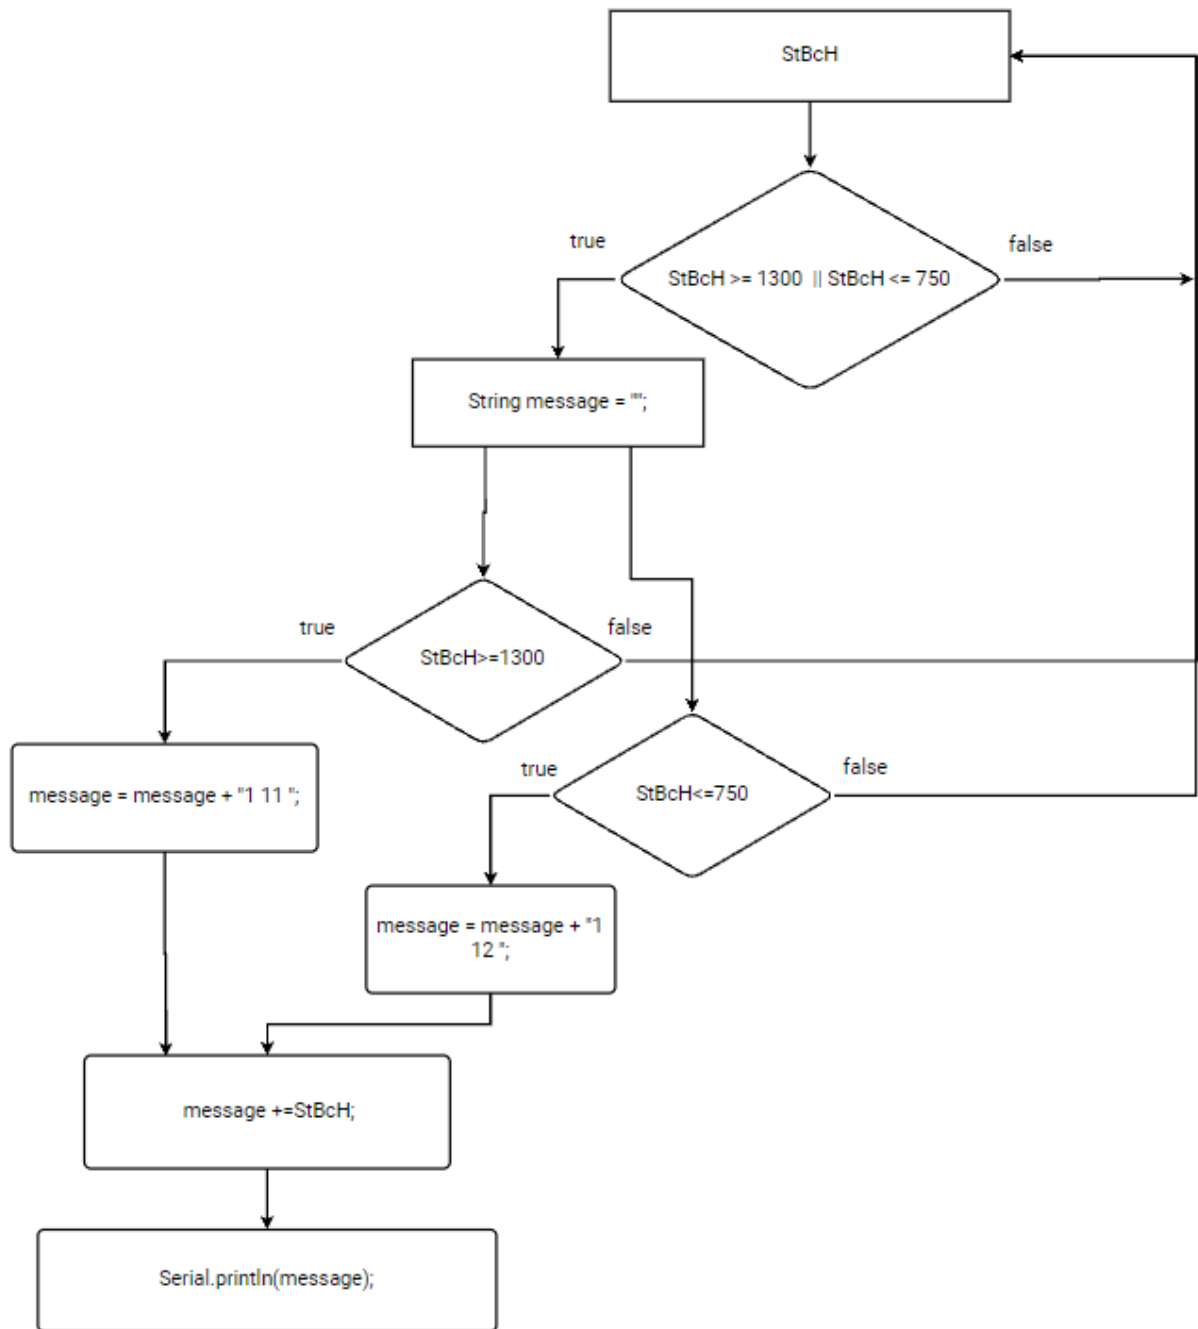 StBcH
true
false
StBcH >= 1300 || StBcH <= 750
String message = "";
true
false
StBcH>=1300
true
false
message = message + "1 11 ";
StBcH<=750
message = message + "1
12 ";
message +=StBcH;
Serial.println(message);